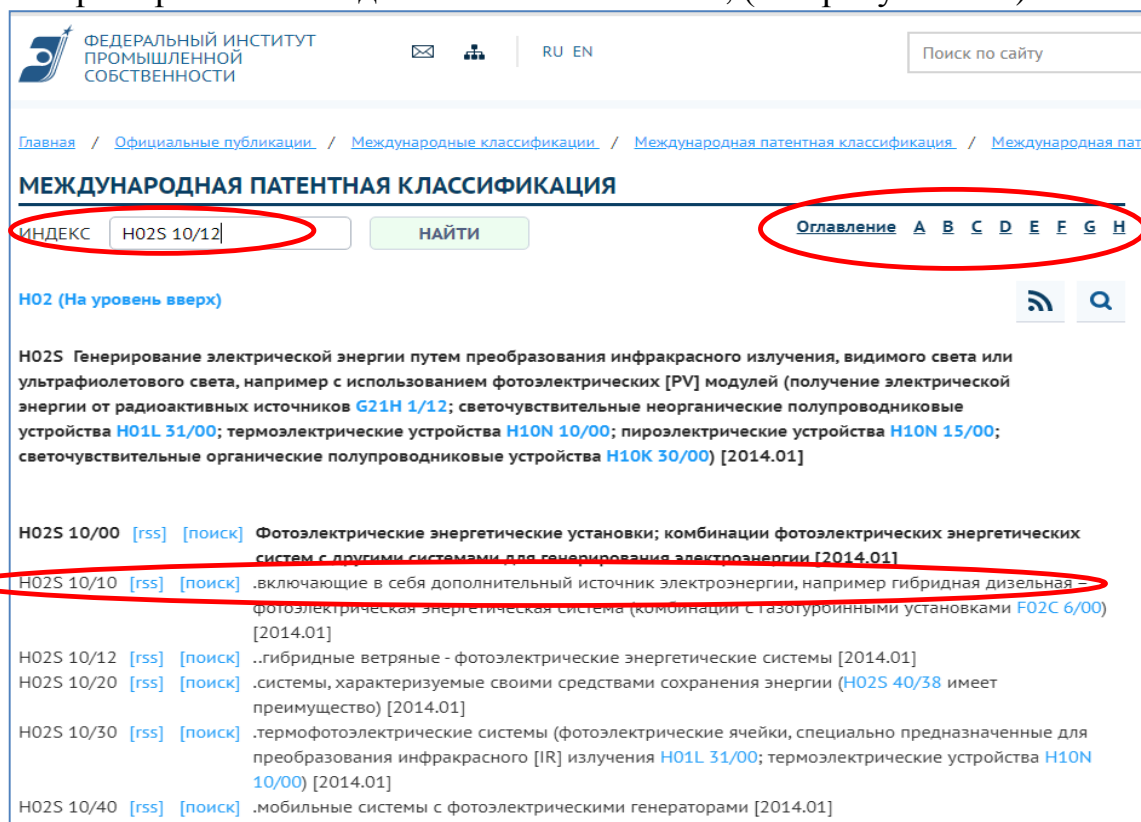 ФЕДЕРАЛЬНЫЙ ИНСТИТУТ
ПРОМЫШЛЕННОЙ
СОБСТВЕННОСТИ
RU EN
Поиск по сайту
Главная / Официальные публикации / Международные классификации / Международная патентная классификация / Международная пат
МЕЖДУНАРОДНАЯ ПАТЕНТНАЯ КЛАССИФИКАЦИЯ
ИНДЕКС H02S 10/12 НАЙТИ Оглавление A B C D E F G H
H02 (На уровень вверх)
H02S Генерирование электрической энергии путем преобразования инфракрасного излучения, видимого света или
ультрафиолетового света, например с использованием фотоэлектрических [PV] модулей (получение электрической
энергии от радиоактивных источников G21H 1/12; светочувствительные неорганические полупроводниковые
устройства H01L 31/00; термоэлектрические устройства H10N 10/00; пироэлектрические устройства H10N 15/00;
светочувствительные органические полупроводниковые устройства H10K 30/00) [2014.01]
H02S 10/00 [rss] [поиск] Фотоэлектрические энергетические установки; комбинации фотоэлектрических энергетических
систем с другими системами для генерирования электроэнергии [2014.01]
H02S 10/10 [rss] [поиск] .включающие в себя дополнительный источник электроэнергии, например гибридная дизельная –
фотоэлектрическая энергетическая система (комбинации с газотурбинными установками F02C 6/00)
[2014.01]
H02S 10/12 [rss] [поиск] ..гибридные ветряные - фотоэлектрические энергетические системы [2014.01]
H02S 10/20 [rss] [поиск] .системы, характеризуемые своими средствами сохранения энергии (H02S 40/38 имеет
преимущество) [2014.01]
H02S 10/30 [rss] [поиск] .термофотоэлектрические системы (фотоэлектрические ячейки, специально предназначенные для
преобразования инфракрасного [IR] излучения H01L 31/00; термоэлектрические устройства H10N
10/00) [2014.01]
H02S 10/40 [rss] [поиск] .мобильные системы с фотоэлектрическими генераторами [2014.01]